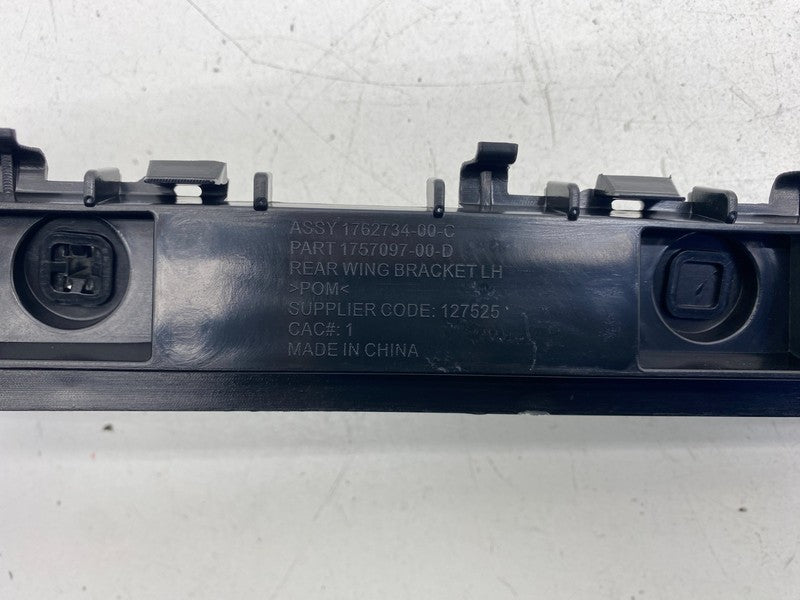 ASSY 1762734-00-C
PART 1757097-00-D
REAR WING BRACKET LH
>POM<
SUPPLIER CODE: 127525
CAC#: 1
MADE IN CHINA